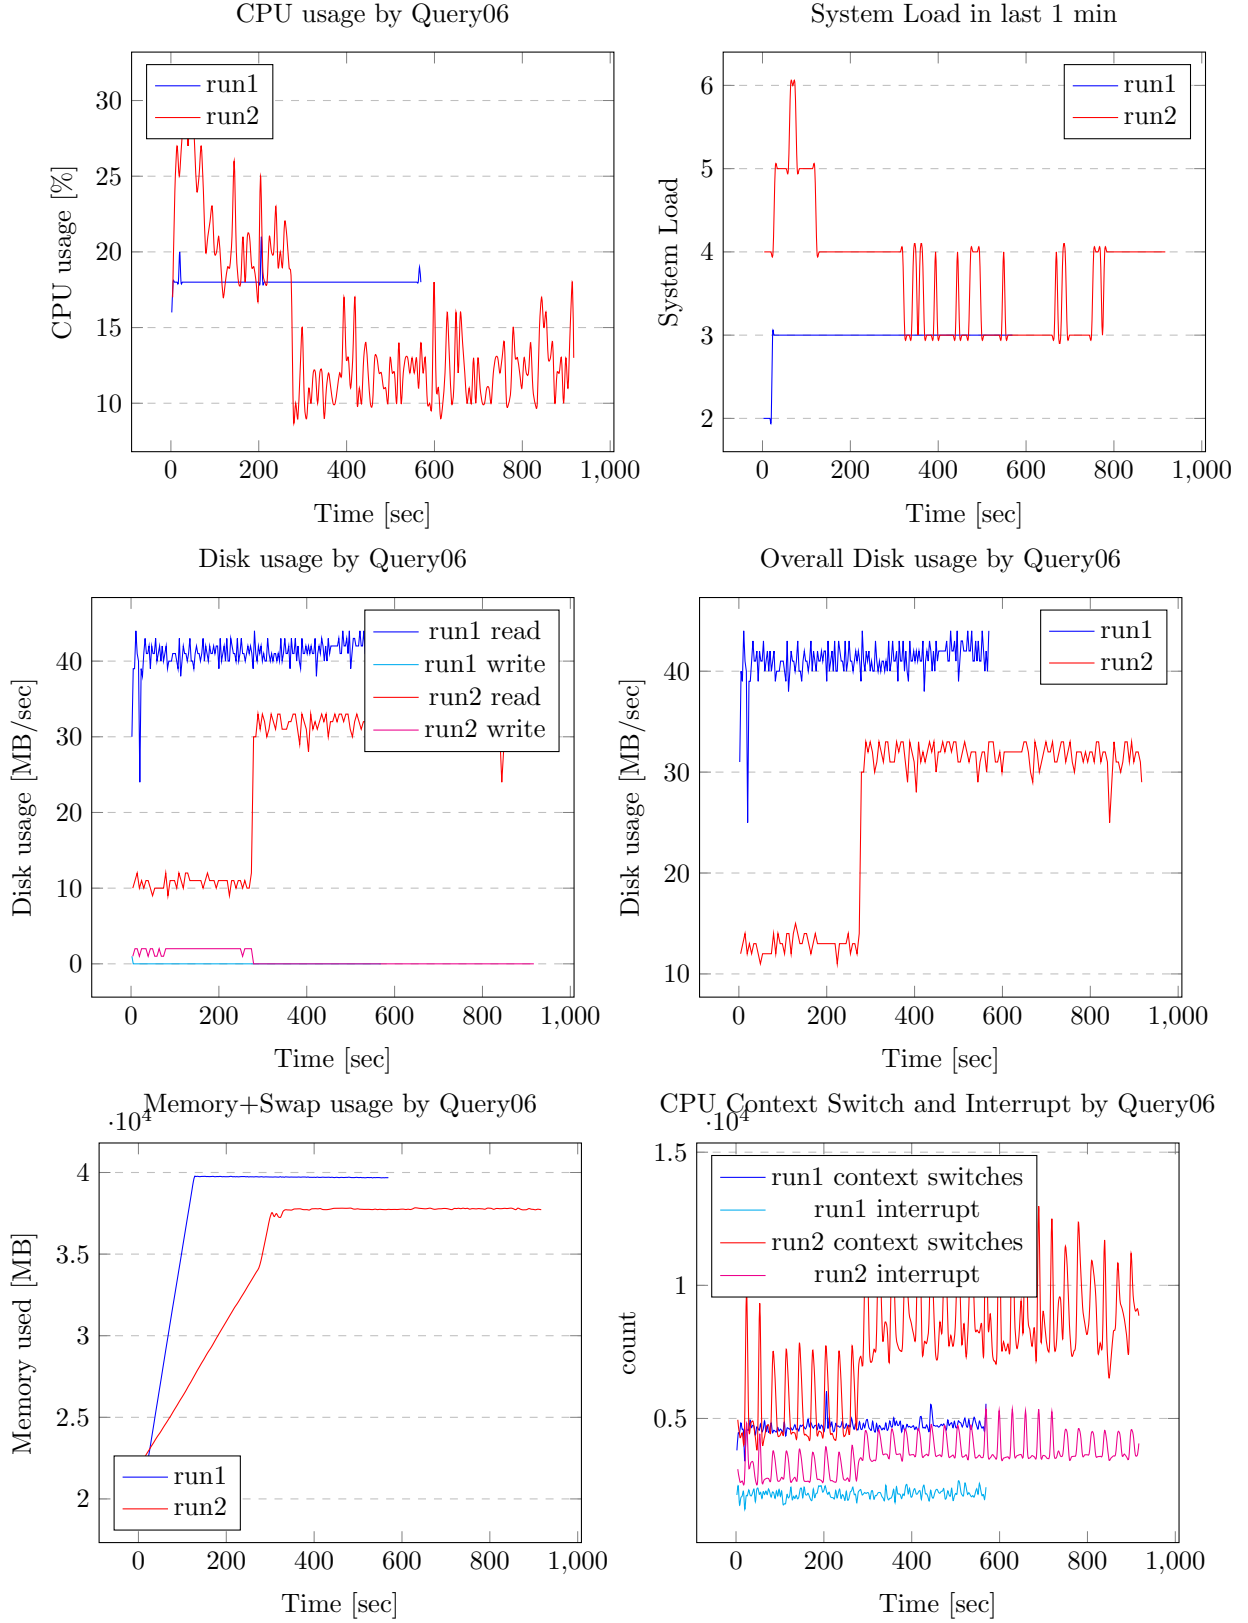 CPU usage by Query06
run1
run2
30
25
20
15
10
CPU usage [%]
0 200 400 600 800 1,000
Time [sec]
System Load in last 1 min
run1
run2
6
5
4
3
2
System Load
0 200 400 600 800 1,000
Time [sec]
Disk usage by Query06
run1 read
run1 write
run2 read
run2 write
40
30
20
10
0
Disk usage [MB/sec]
0 200 400 600 800 1,000
Time [sec]
Overall Disk usage by Query06
run1
run2
40
30
20
10
Disk usage [MB/sec]
0 200 400 600 800 1,000
Time [sec]
Memory+Swap usage by Query06
·10⁴
4
3.5
3
2.5
2
Memory used [MB]
run1
run2
0 200 400 600 800 1,000
Time [sec]
CPU Context Switch and Interrupt by Query06
·10⁴
run1 context switches
run1 interrupt
run2 context switches
run2 interrupt
1.5
1
0.5
count
0 200 400 600 800 1,000
Time [sec]